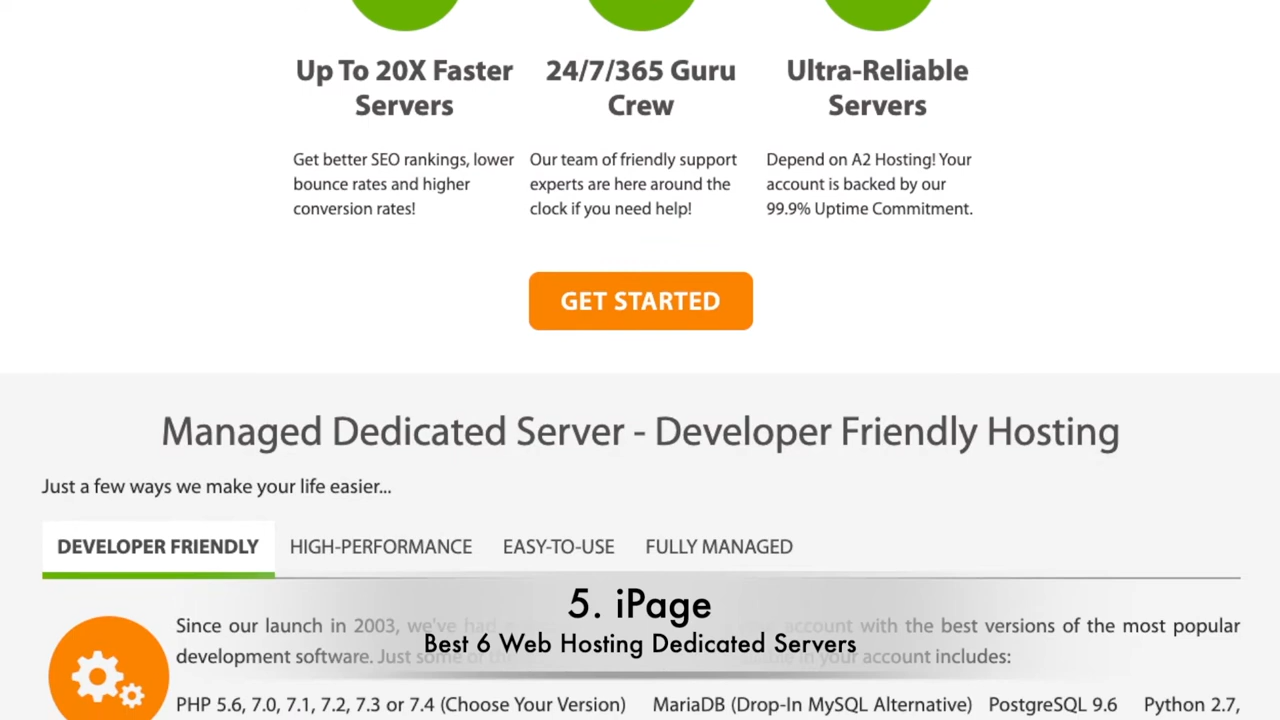 Up To 20X Faster
Servers
24/7/365 Guru
Crew
Ultra-Reliable
Servers
Get better SEO rankings, lower
bounce rates and higher
conversion rates!
Our team of friendly support
experts are here around the
clock if you need help!
Depend on A2 Hosting! Your
account is backed by our
99.9% Uptime Commitment.
GET STARTED
Managed Dedicated Server - Developer Friendly Hosting
Just a few ways we make your life easier...
DEVELOPER FRIENDLY HIGH-PERFORMANCE EASY-TO-USE FULLY MANAGED
5. iPage
Best 6 Web Hosting Dedicated Servers
Since our launch in 2003, we've had account with the best versions of the most popular
development software. Just some of in your account includes:
PHP 5.6, 7.0, 7.1, 7.2, 7.3 or 7.4 (Choose Your Version) MariaDB (Drop-In MySQL Alternative) PostgreSQL 9.6 Python 2.7,